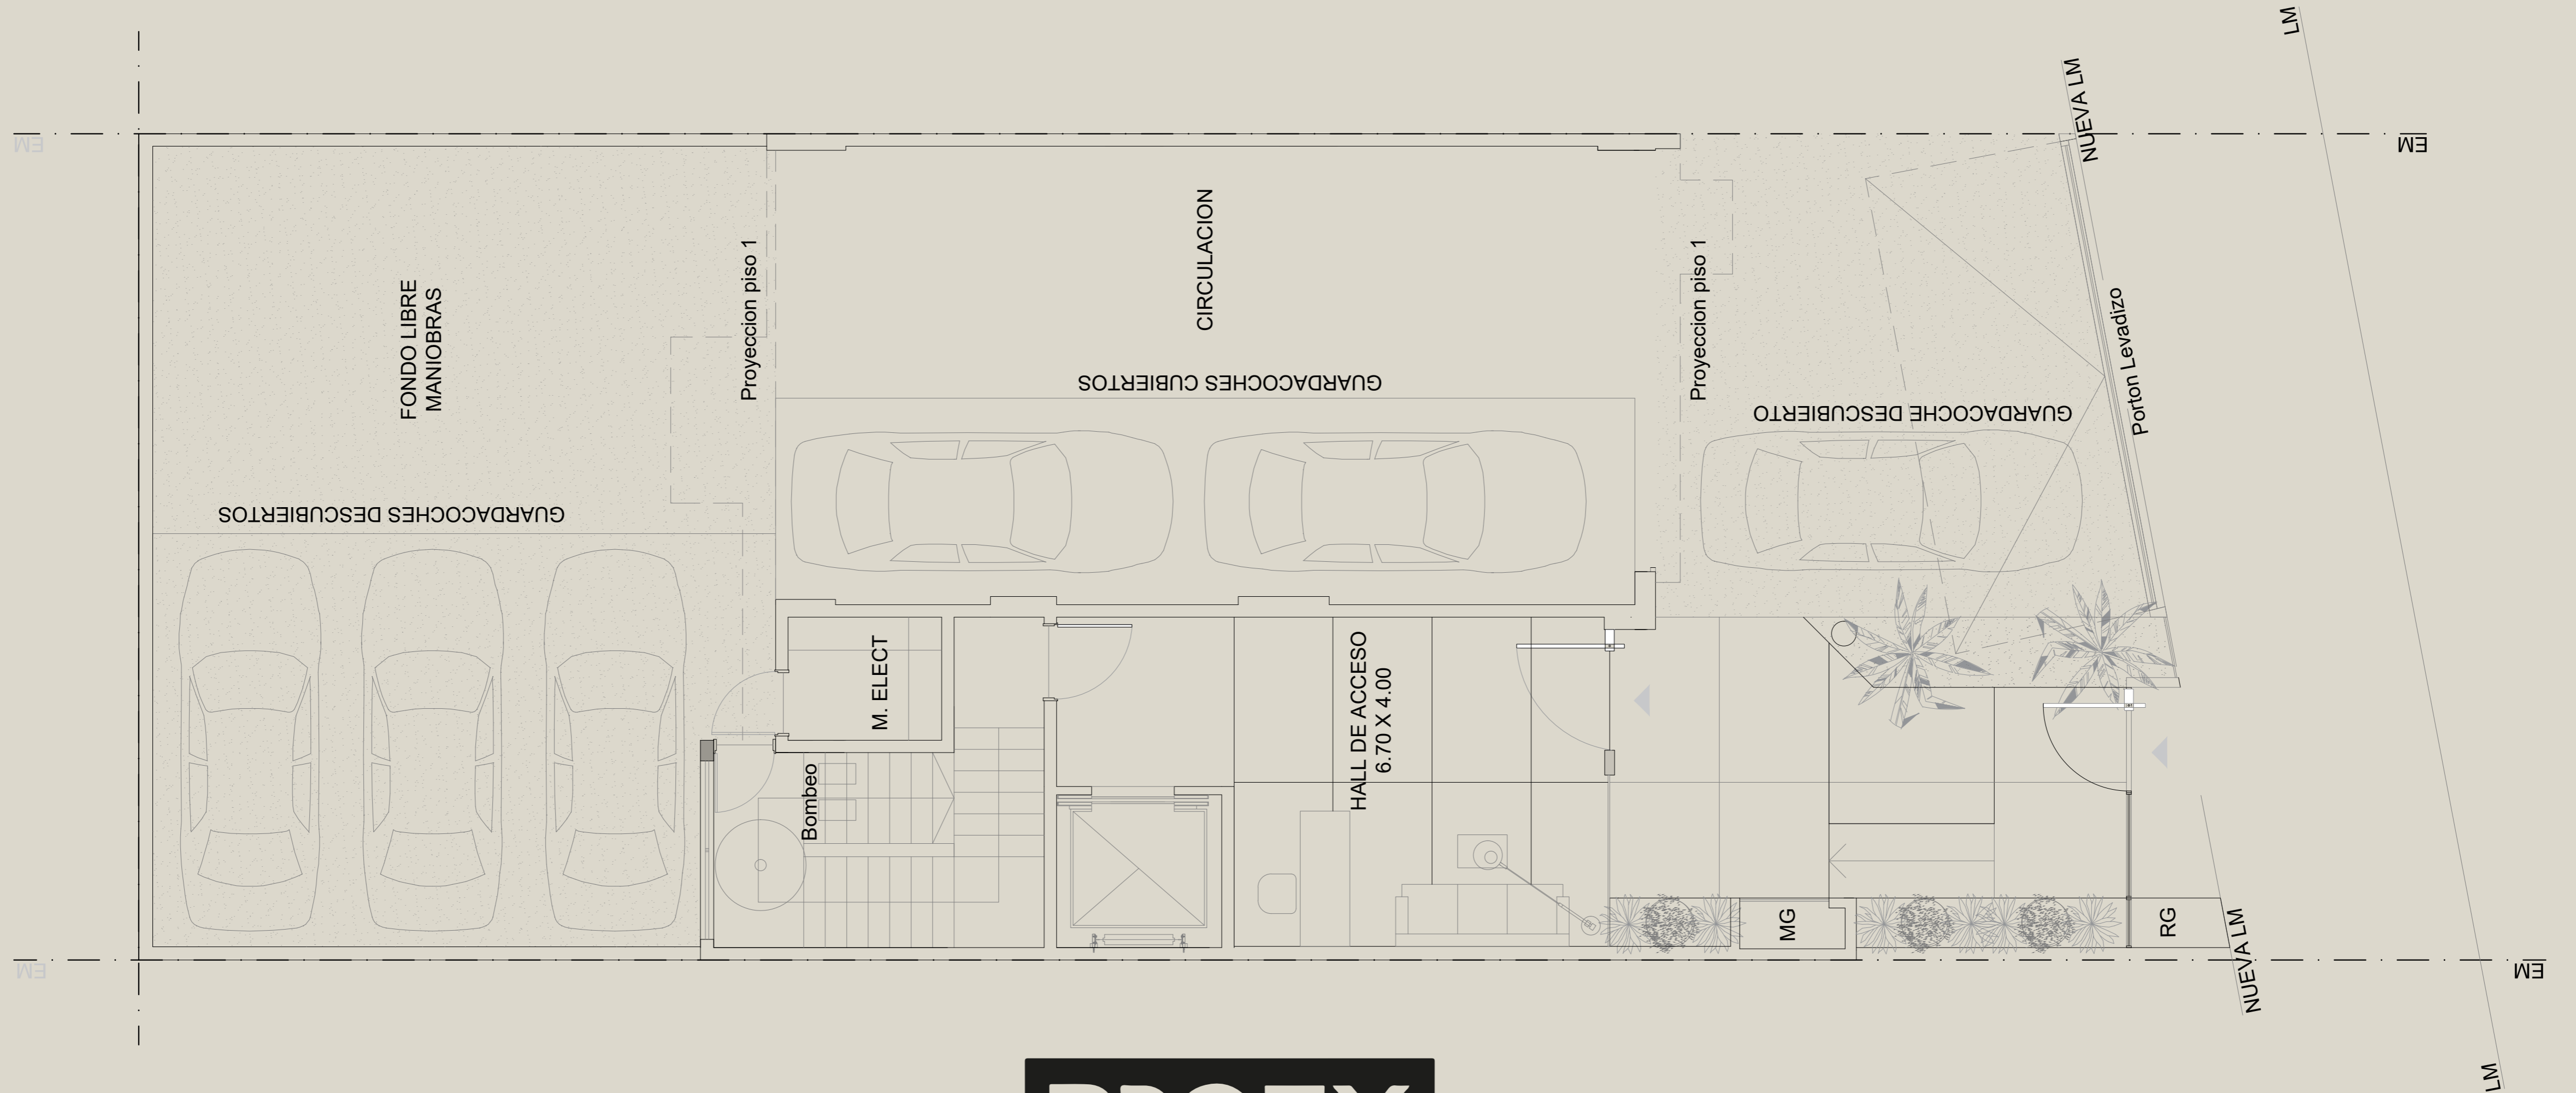 LM
NUEVA LM
EM
EM
FONDO LIBRE
MANIOBRAS
Proyeccion piso 1
CIRCULACION
Proyeccion piso 1
Porton Levadizo
GUARDACOCHES CUBIERTOS
GUARDACOCHE DESCUBIERTO
GUARDACOCHES DESCUBIERTOS
M. ELECT
HALL DE ACCESO
6.70 X 4.00
Bombeo
MG
RG
NUEVA LM
EM
EM
LM